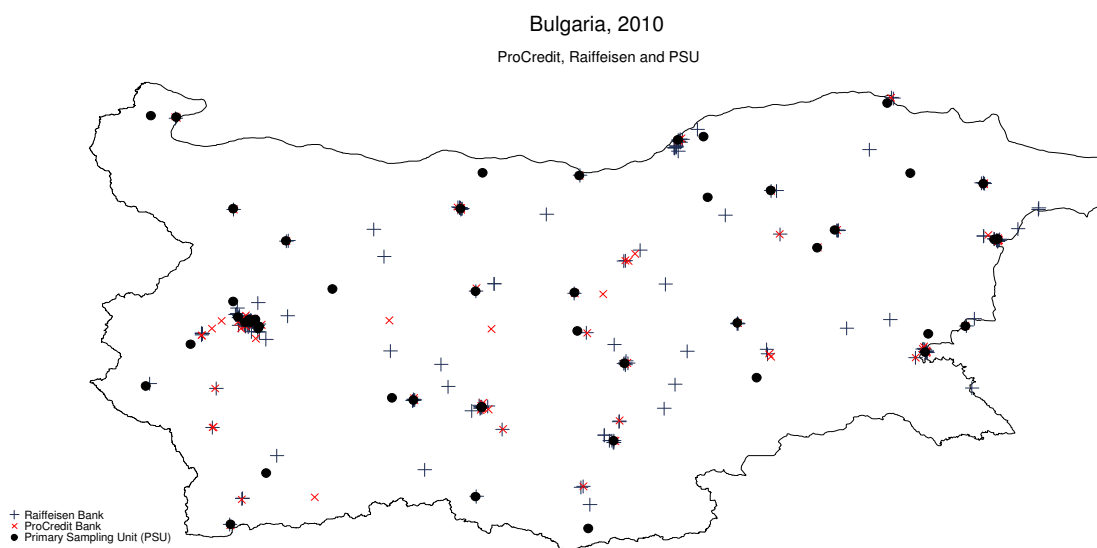 Bulgaria, 2010
ProCredit, Raiffeisen and PSU
Raiffeisen Bank
ProCredit Bank
Primary Sampling Unit (PSU)